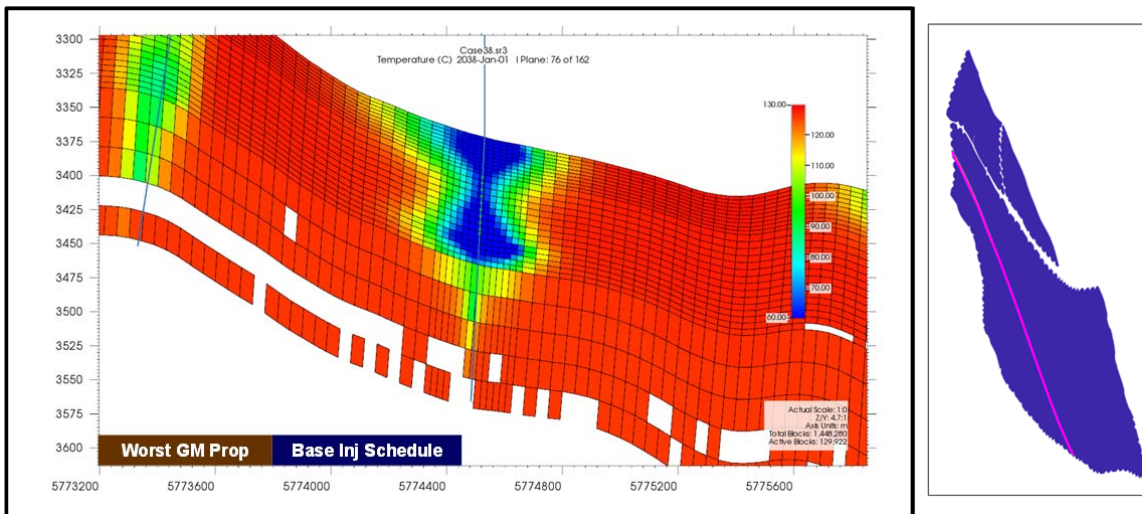 Case38.sr3
Temperature (C) 2038-Jan-01 I Plane: 76 of 162
3300
3325
3350
3375
3400
3425
3450
3475
3500
3525
3550
3575
3600
130.00
120.00
110.00
100.00
90.00
80.00
70.00
60.00
Actual Scale: 1:0
Z/Y: 4.7:1
Axis Units: m
Total Blocks: 1,448,280
Active Blocks: 129,922
Worst GM Prop
Base Inj Schedule
5773200 5773600 5774000 5774400 5774800 5775200 5775600